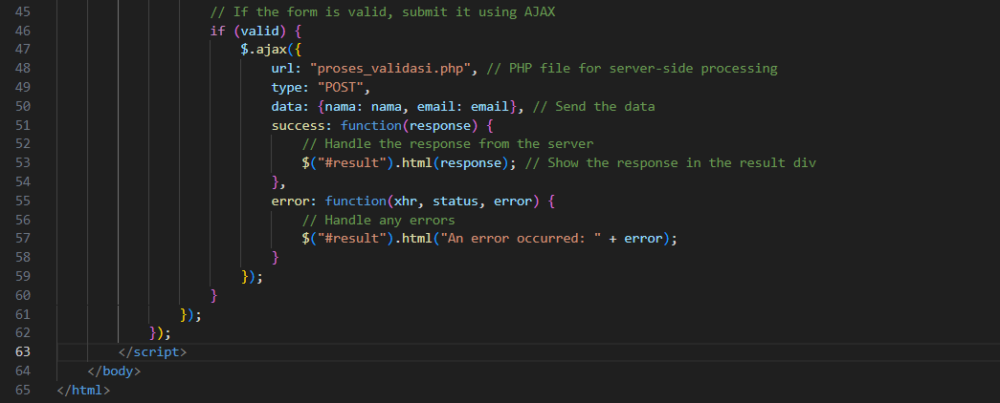 45 // If the form is valid, submit it using AJAX
46 if (valid) {
47 $.ajax({
48 url: "proses_validasi.php", // PHP file for server-side processing
49 type: "POST",
50 data: {nama: nama, email: email}, // Send the data
51 success: function(response) {
52 // Handle the response from the server
53 $("#result").html(response); // Show the response in the result div
54 },
55 error: function(xhr, status, error) {
56 // Handle any errors
57 $("#result").html("An error occurred: " + error);
58 }
59 });
60 }
61 });
62 });
63 </script>
64 </body>
65 </html>